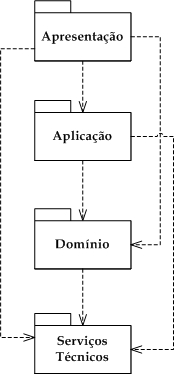 Apresentação
Aplicação
Domínio
Serviços
Técnicos